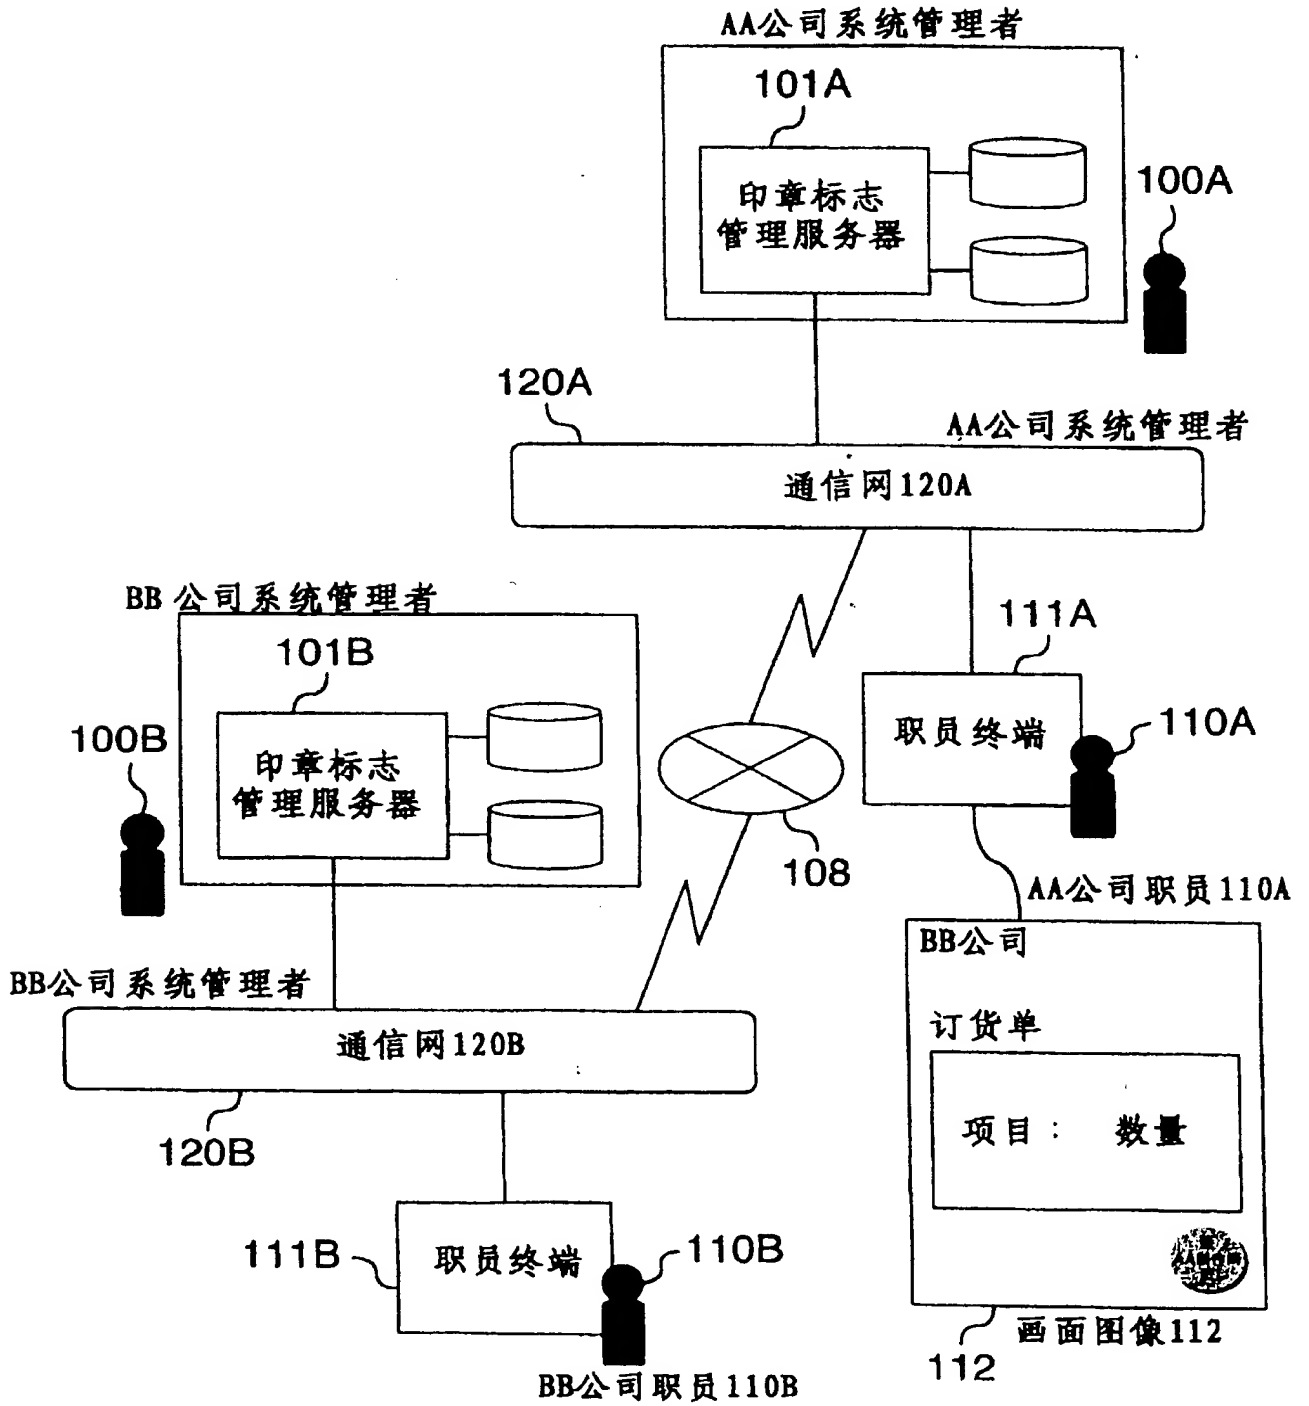 AA公司系统管理者
101A
印章标志
管理服务器
100A
120A
AA公司系统管理者
通信网120A
BB公司系统管理者
101B
印章标志
管理服务器
100B
111A
职员终端
110A
108
AA公司职员110A
BB公司
订货单
项目： 数量
画面图像112
112
BB公司系统管理者
通信网120B
120B
111B
职员终端
110B
BB公司职员110B